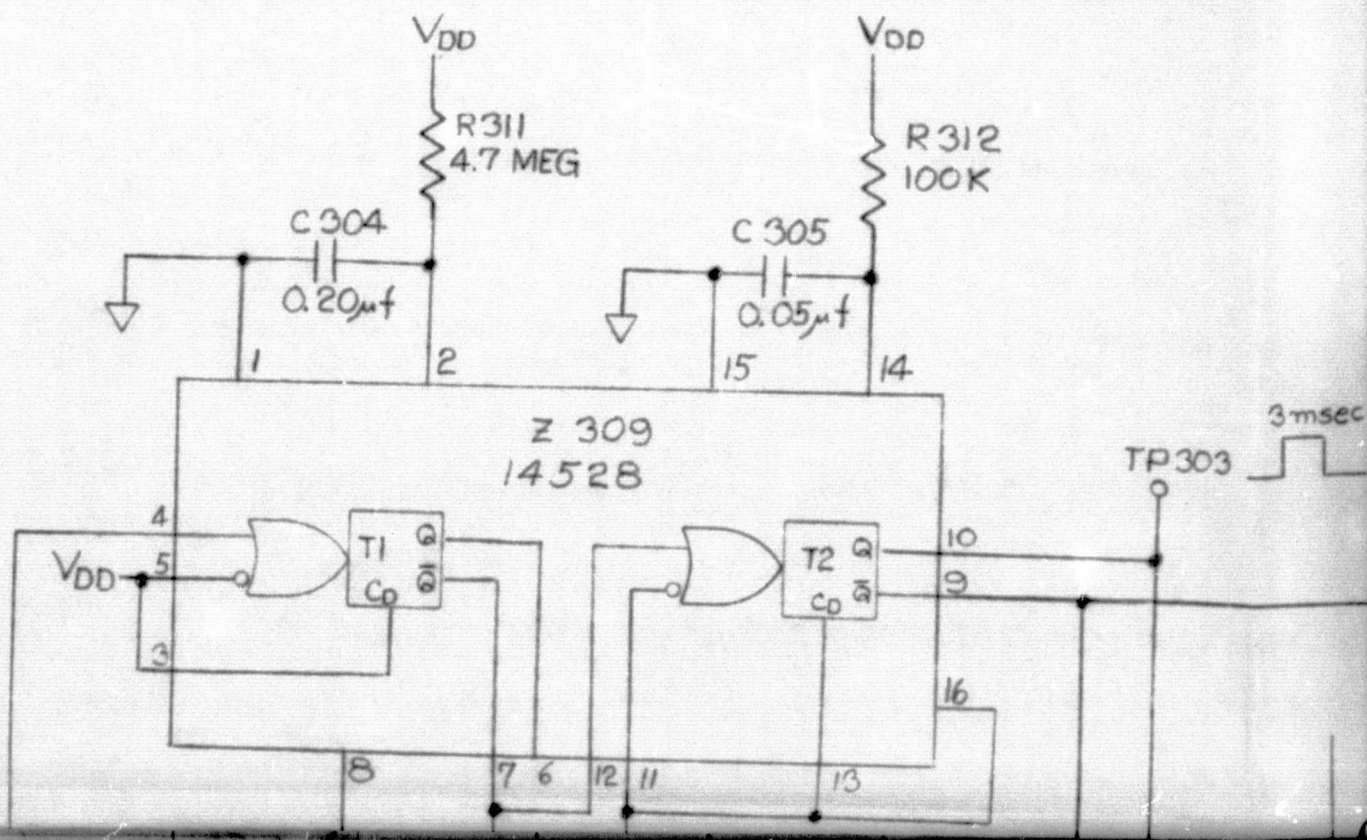 VDD
VDD
R311
4.7 MEG
R312
100K
C304
0.20µf
C305
0.05µf
1
2
15
14
Z 309
14528
3msec
TP303
4
VDD
5
3
T1
Q
Q̅
CD
T2
Q
Q̅
CD
10
9
16
8
7
6
12
11
13